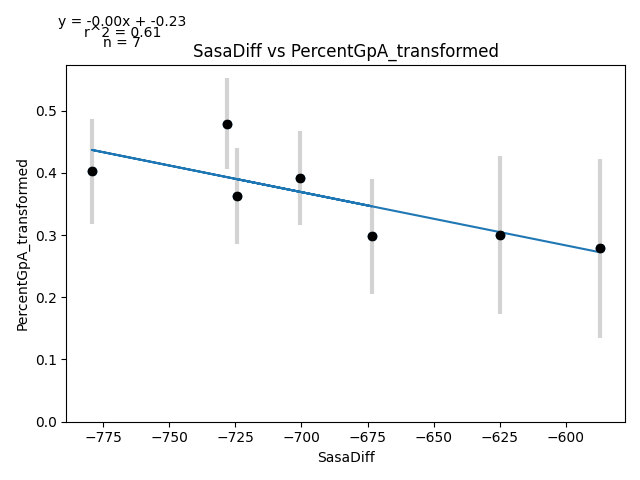 y = -0.00x + -0.23
r^2 = 0.61
n = 7
SasaDiff vs PercentGpA_transformed
PercentGpA_transformed
0.5
0.4
0.3
0.2
0.1
0.0
−775 −750 −725 −700 −675 −650 −625 −600
SasaDiff